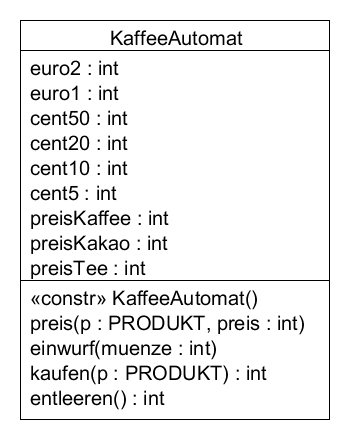 KaffeeAutomat
euro2 : int
euro1 : int
cent50 : int
cent20 : int
cent10 : int
cent5 : int
preisKaffee : int
preisKakao : int
preisTee : int
«constr» KaffeeAutomat()
preis(p : PRODUKT, preis : int)
einwurf(muenze : int)
kaufen(p : PRODUKT) : int
entleeren() : int